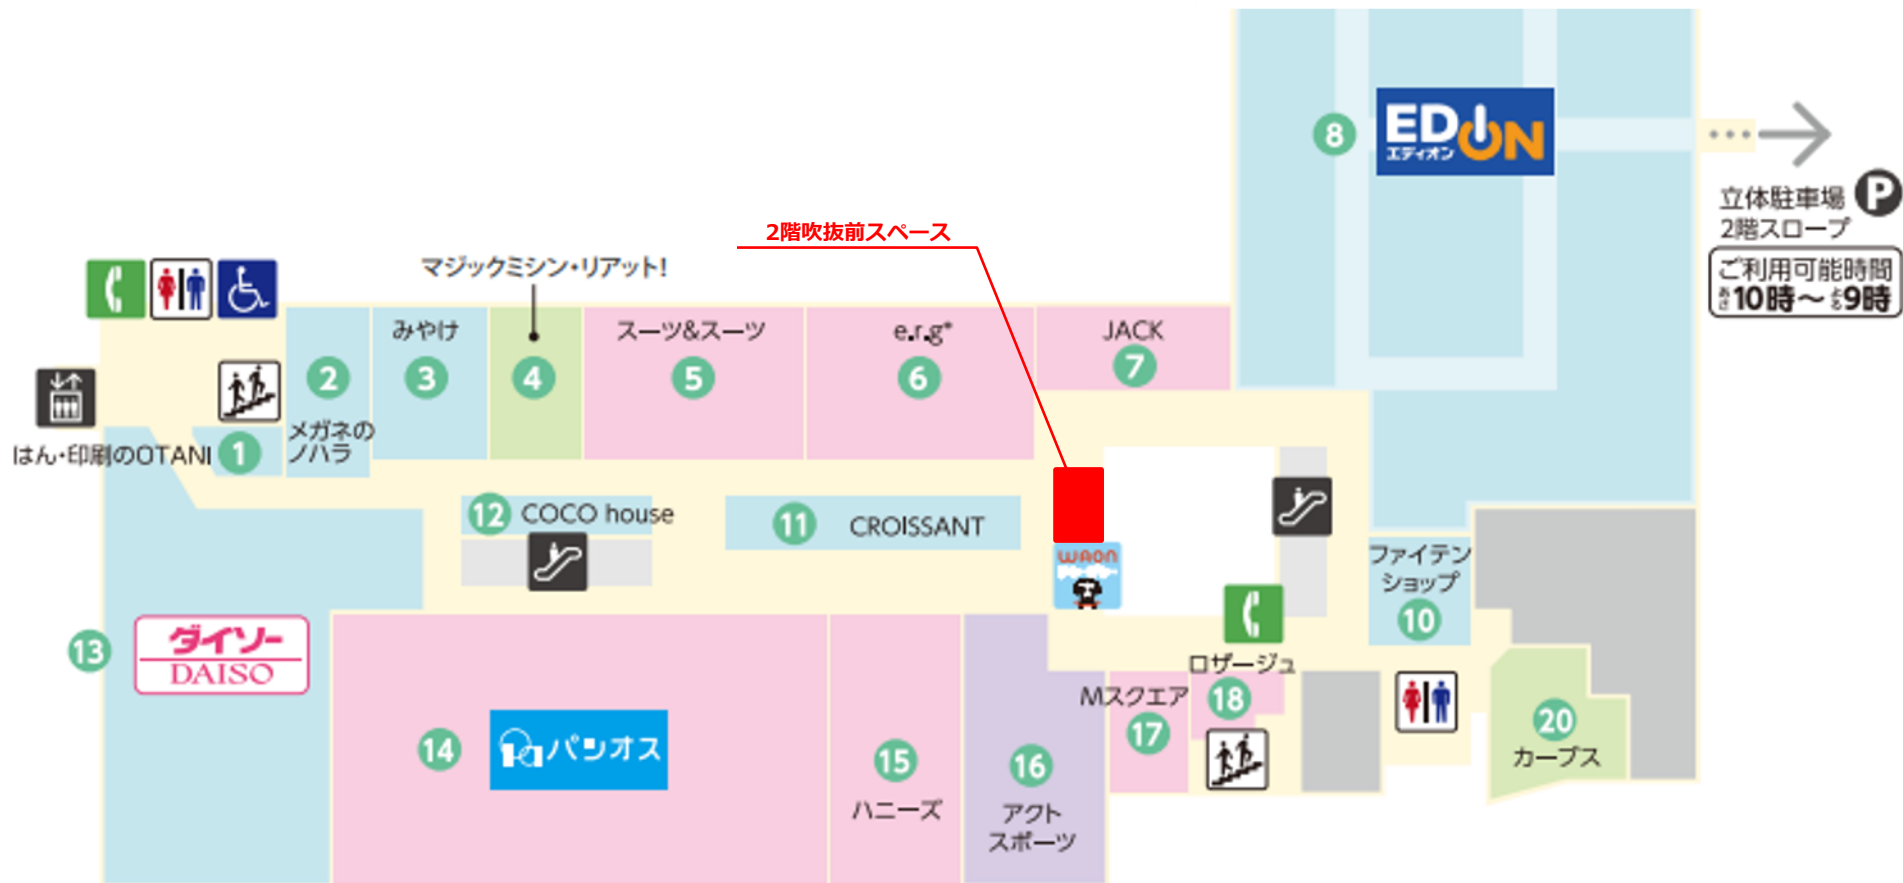 8
EDION
エディオン
立体駐車場 P
2階スロープ
ご利用可能時間
あさ10時～よる9時
2階吹抜前スペース
マジックミシン・リアット!
みやけ
スーツ&スーツ
e.r.g*
JACK
2
3
4
5
6
7
メガネの
ノハラ
はん・印刷のOTANI 1
12 COCO house
11 CROISSANT
WAON
ファイテン
ショップ
10
13
ダイソー
DAISO
ロザージュ
18
Mスクエア
17
14
パシオス
15
ハニーズ
16
アクト
スポーツ
20
カーブス